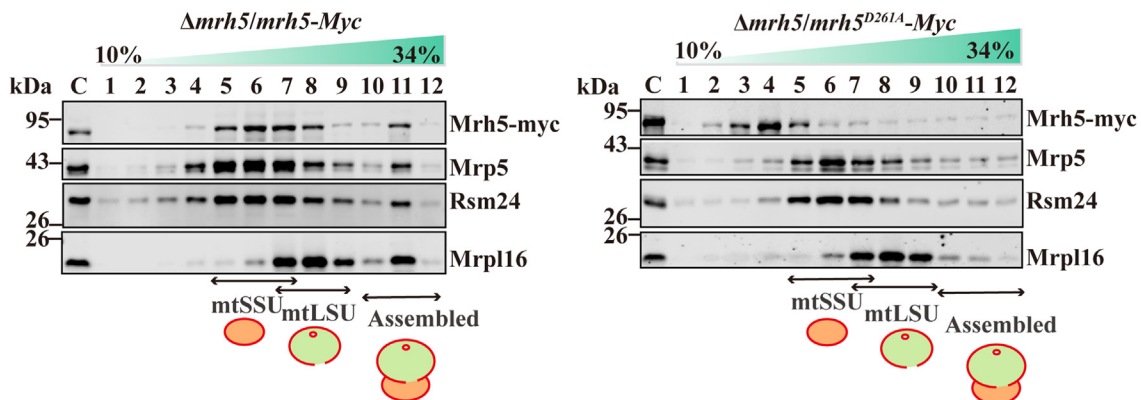 Δmrh5/mrh5-Myc
10% 34%
kDa C 1 2 3 4 5 6 7 8 9 10 11 12
95 Mrh5-myc
43 Mrp5
Rsm24
26
26 Mrpl16
mtSSU mtLSU Assembled
Δmrh5/mrh5D261A-Myc
10% 34%
kDa C 1 2 3 4 5 6 7 8 9 10 11 12
95 Mrh5-myc
43 Mrp5
Rsm24
26
26 Mrpl16
mtSSU mtLSU Assembled